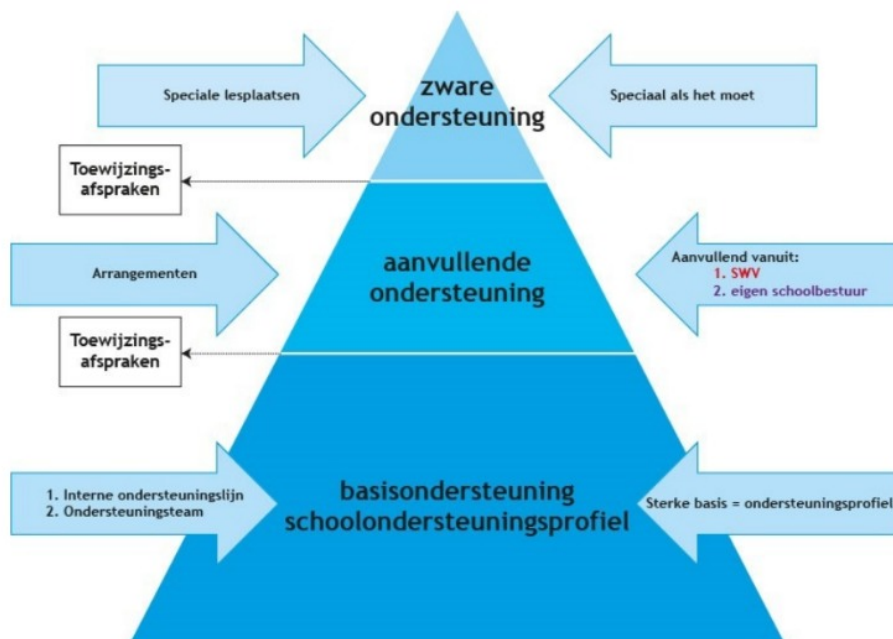 zware
ondersteuning
Speciale lesplaatsen
Speciaal als het moet
Toewijzings-
afspraken
aanvullende
ondersteuning
Arrangementen
Aanvullend vanuit:
1. SWV
2. eigen schoolbestuur
Toewijzings-
afspraken
basisondersteuning
schoolondersteuningsprofiel
1. Interne ondersteuningslijn
2. Ondersteuningsteam
Sterke basis = ondersteuningsprofiel